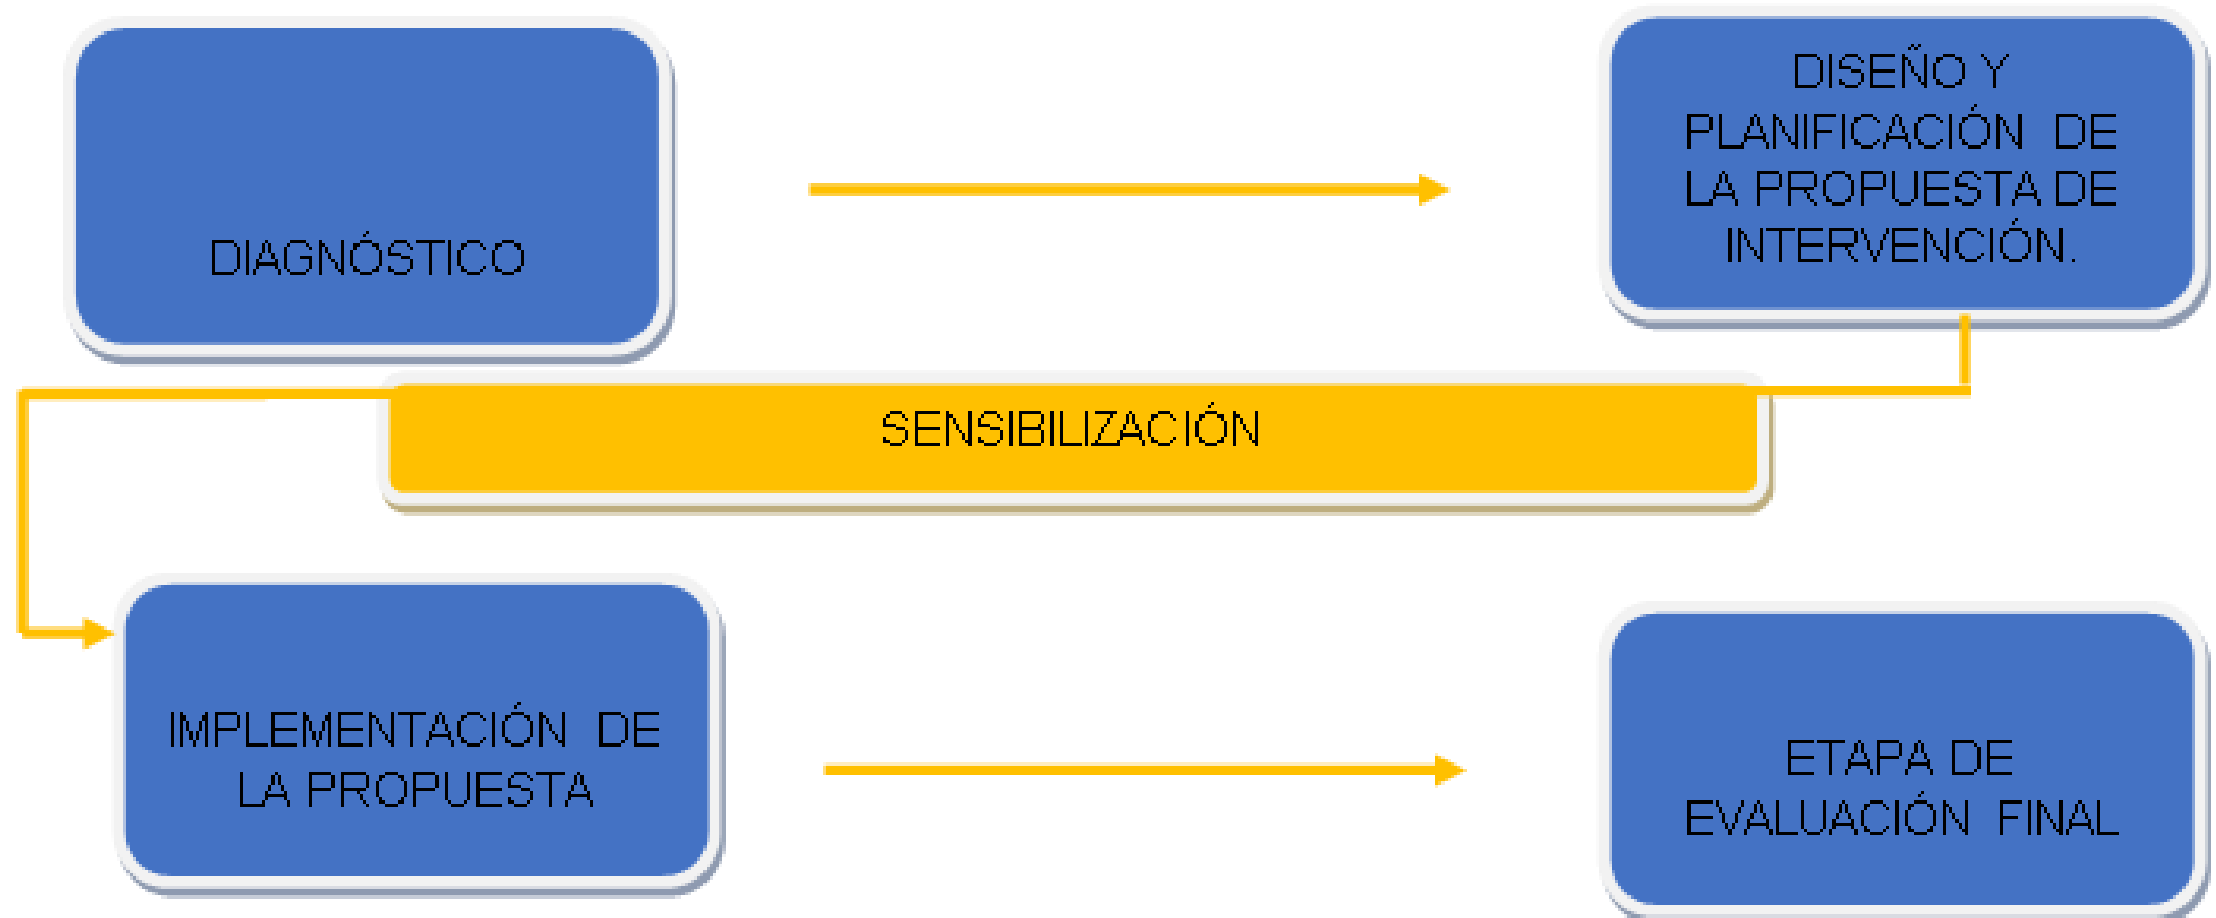 DIAGNÓSTICO
DISEÑO Y
PLANIFICACIÓN DE
LA PROPUESTA DE
INTERVENCIÓN.
SENSIBILIZACIÓN
IMPLEMENTACIÓN DE
LA PROPUESTA
ETAPA DE
EVALUACIÓN FINAL